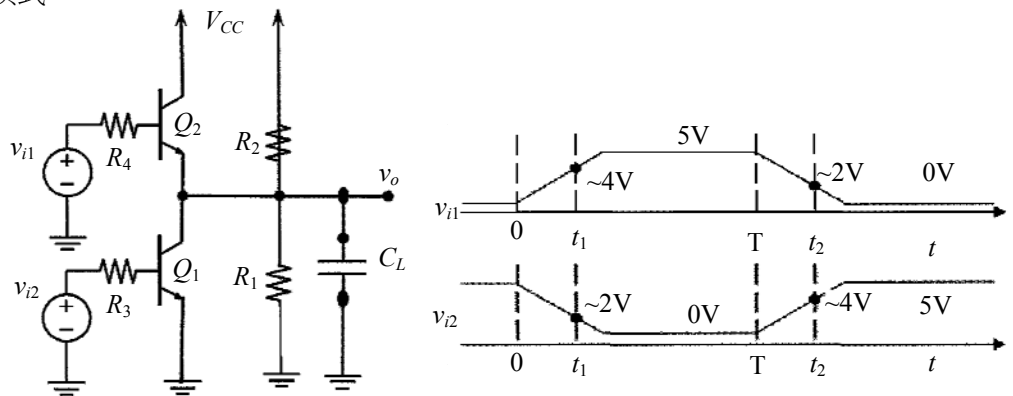 V_CC
Q_2
v_i1
R_4
R_2
v_o
v_i2
R_3
Q_1
R_1
C_L
5V
~4V
~2V
0V
v_i1
0
t_1
T
t_2
t
~2V
0V
~4V
5V
v_i2
0
t_1
T
t_2
t